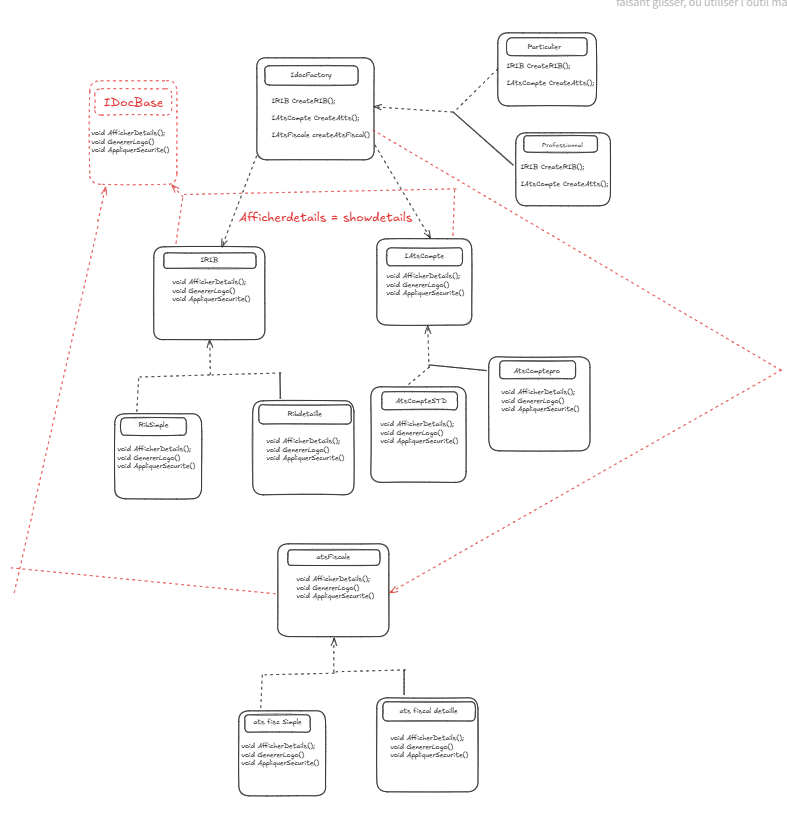 faisant glisser, ou utiliser l'outil ma
Particulier
IRIB CreateRIB();
IAtsCompte CreateAtts();
IdocFactory
IRIB CreateRIB();
IAtsCompte CreateAtts();
IAtsFiscale createAtsFiscal()
IDocBase
void AfficherDetails();
void GenererLogo()
void AppliquerSecurite()
Professionnal
IRIB CreateRIB();
IAtsCompte CreateAtts();
Afficherdetails = showdetails
IRIB
void AfficherDetails();
void GenererLogo()
void AppliquerSecurite()
IAtsCompte
void AfficherDetails();
void GenererLogo()
void AppliquerSecurite()
RibSimple
void AfficherDetails();
void GenererLogo()
void AppliquerSecurite()
Ribdetaille
void AfficherDetails();
void GenererLogo()
void AppliquerSecurite()
AtsCompteSTD
void AfficherDetails();
void GenererLogo()
void AppliquerSecurite()
AtsComptepro
void AfficherDetails();
void GenererLogo()
void AppliquerSecurite()
atsFiscale
void AfficherDetails();
void GenererLogo()
void AppliquerSecurite()
ats fisc Simple
void AfficherDetails();
void GenererLogo()
void AppliquerSecurite()
ats fiscal detaille
void AfficherDetails();
void GenererLogo()
void AppliquerSecurite()